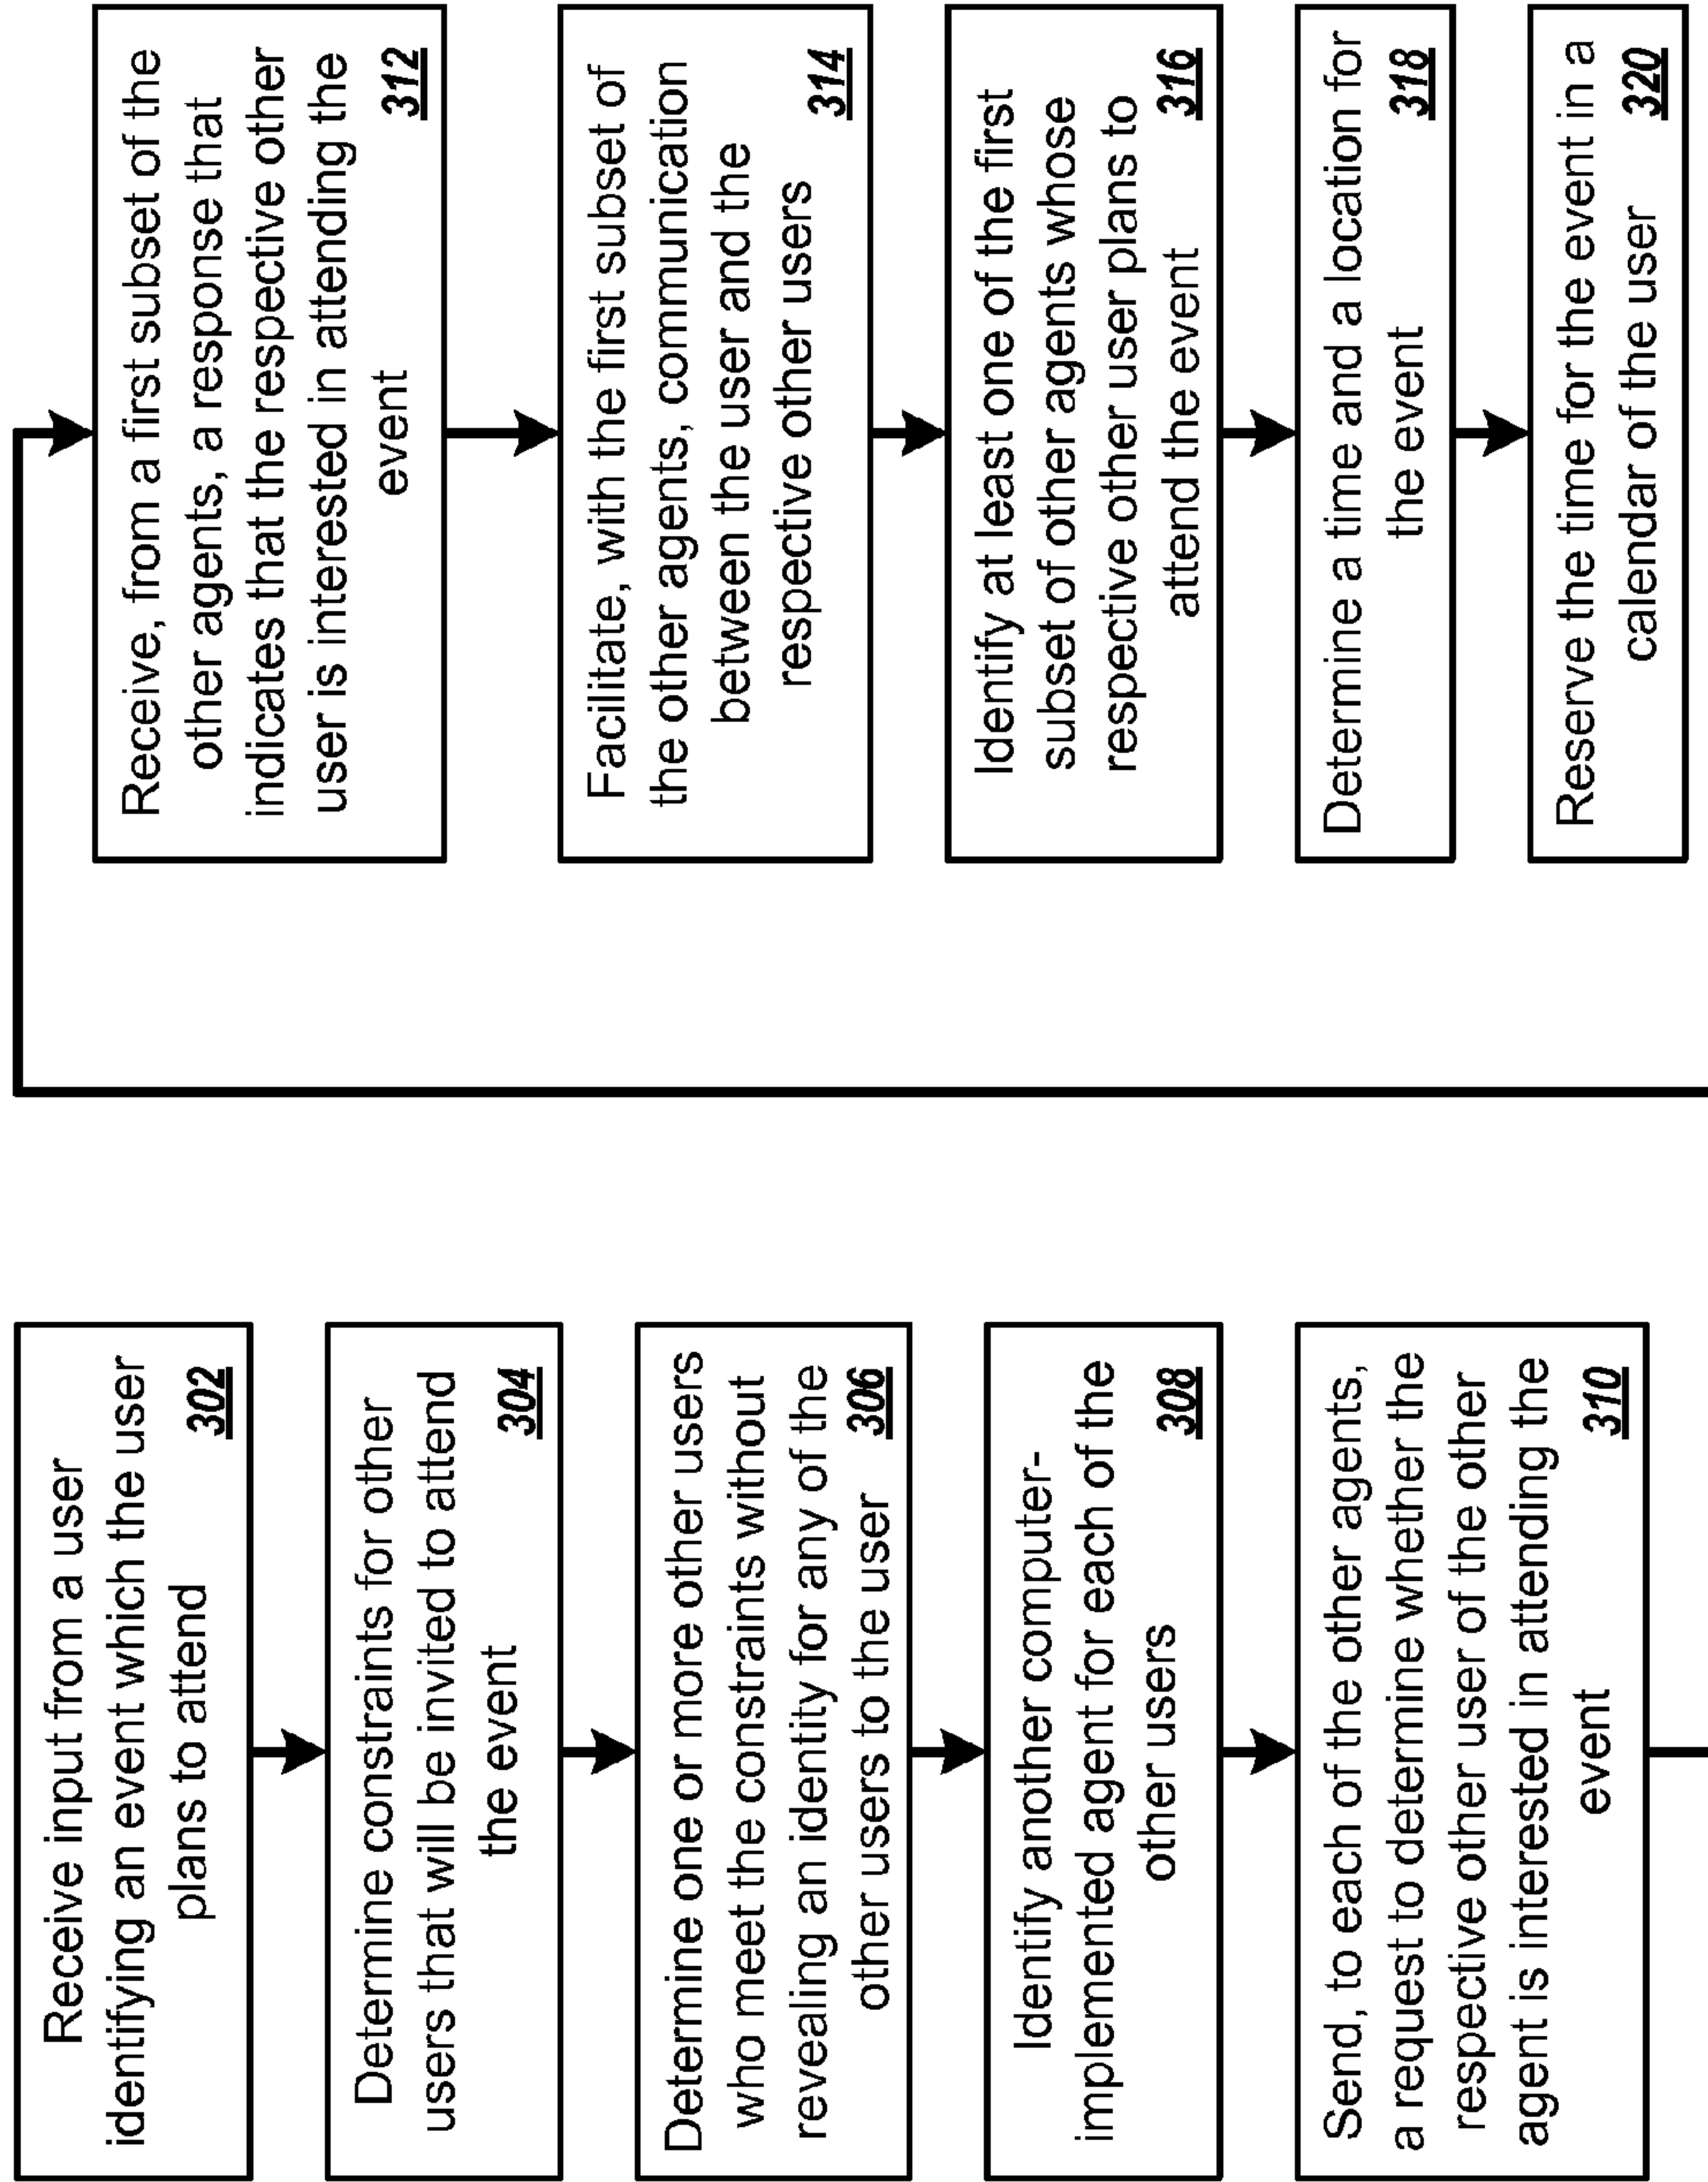 Receive input from a user
identifying an event which the user
plans to attend
302
Determine constraints for other
users that will be invited to attend
the event
304
Determine one or more other users
who meet the constraints without
revealing an identity for any of the
other users to the user
306
Identify another computer-
implemented agent for each of the
other users
308
Send, to each of the other agents,
a request to determine whether the
respective other user of the other
agent is interested in attending the
event
310
Receive, from a first subset of the
other agents, a response that
indicates that the respective other
user is interested in attending the
event
312
Facilitate, with the first subset of
the other agents, communication
between the user and the
respective other users
314
Identify at least one of the first
subset of other agents whose
respective other user plans to
attend the event
316
Determine a time and a location for
the event
318
Reserve the time for the event in a
calendar of the user
320